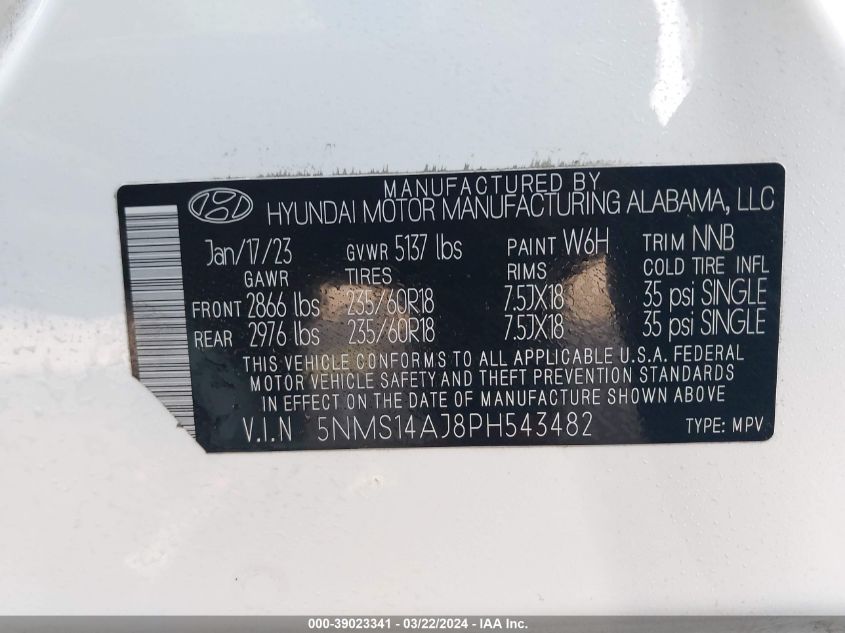 MANUFACTURED BY
HYUNDAI MOTOR MANUFACTURING ALABAMA, LLC
Jan/17/23 GVWR 5137 lbs PAINT W6H TRIM NNB
GAWR TIRES RIMS COLD TIRE INFL
FRONT 2866 lbs 235/60R18 7.5JX18 35 psi SINGLE
REAR 2976 lbs 235/60R18 7.5JX18 35 psi SINGLE
THIS VEHICLE CONFORMS TO ALL APPLICABLE U.S.A. FEDERAL
MOTOR VEHICLE SAFETY AND THEFT PREVENTION STANDARDS
IN EFFECT ON THE DATE OF MANUFACTURE SHOWN ABOVE
V.I.N 5NMS14AJ8PH543482 TYPE: MPV
000-39023341 - 03/22/2024 - IAA Inc.